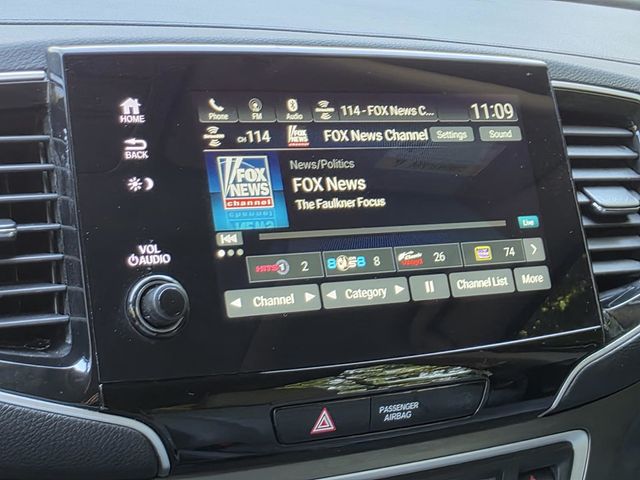 114 - FOX News C... 11:09
Phone FM Audio
CH 114 FOX News Channel Settings Sound
HOME
BACK
News/Politics
FOX NEWS channel
FOX News
The Faulkner Focus
Live
VOL
AUDIO
HITS 1 2 8 26 74
Channel Category Channel List More
PASSENGER
AIRBAG